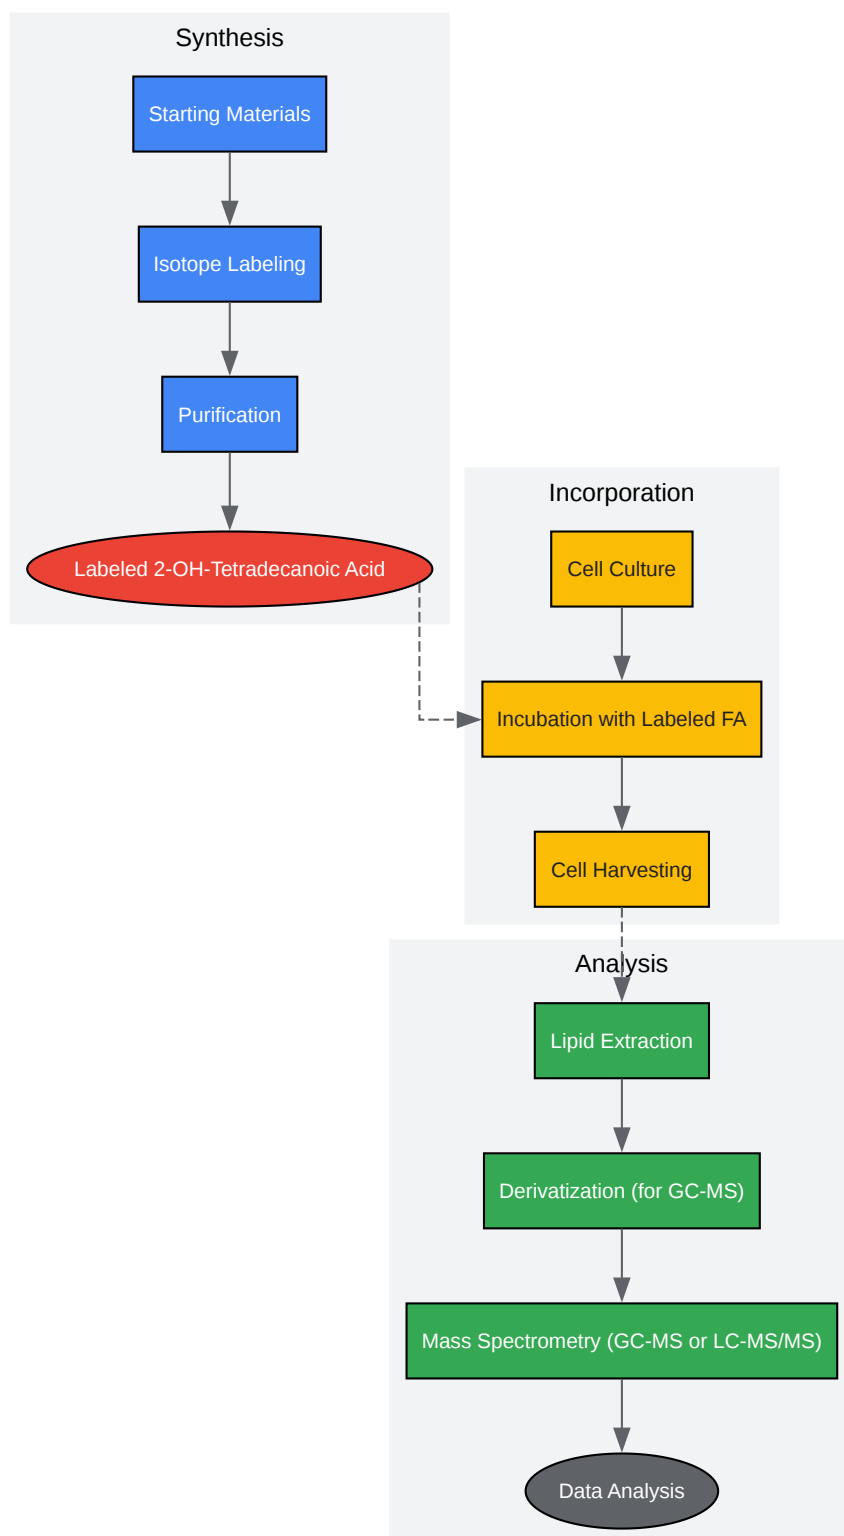 Synthesis
Starting Materials
Isotope Labeling
Purification
Labeled 2-OH-Tetradecanoic Acid
Incorporation
Cell Culture
Incubation with Labeled FA
Cell Harvesting
Analysis
Lipid Extraction
Derivatization (for GC-MS)
Mass Spectrometry (GC-MS or LC-MS/MS)
Data Analysis